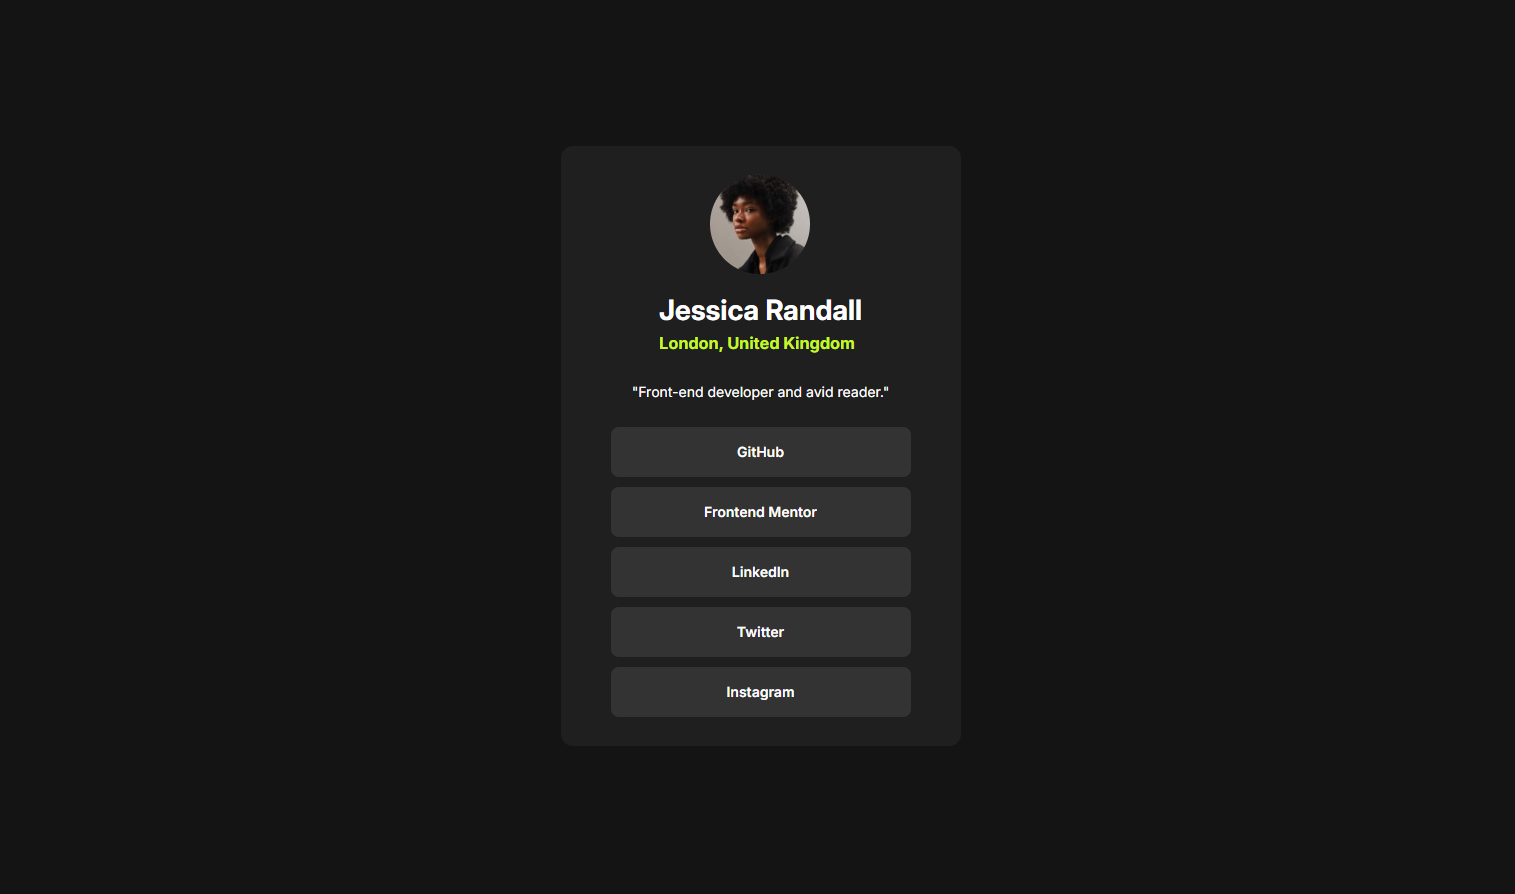 Jessica Randall
London, United Kingdom
"Front-end developer and avid reader."
GitHub
Frontend Mentor
LinkedIn
Twitter
Instagram